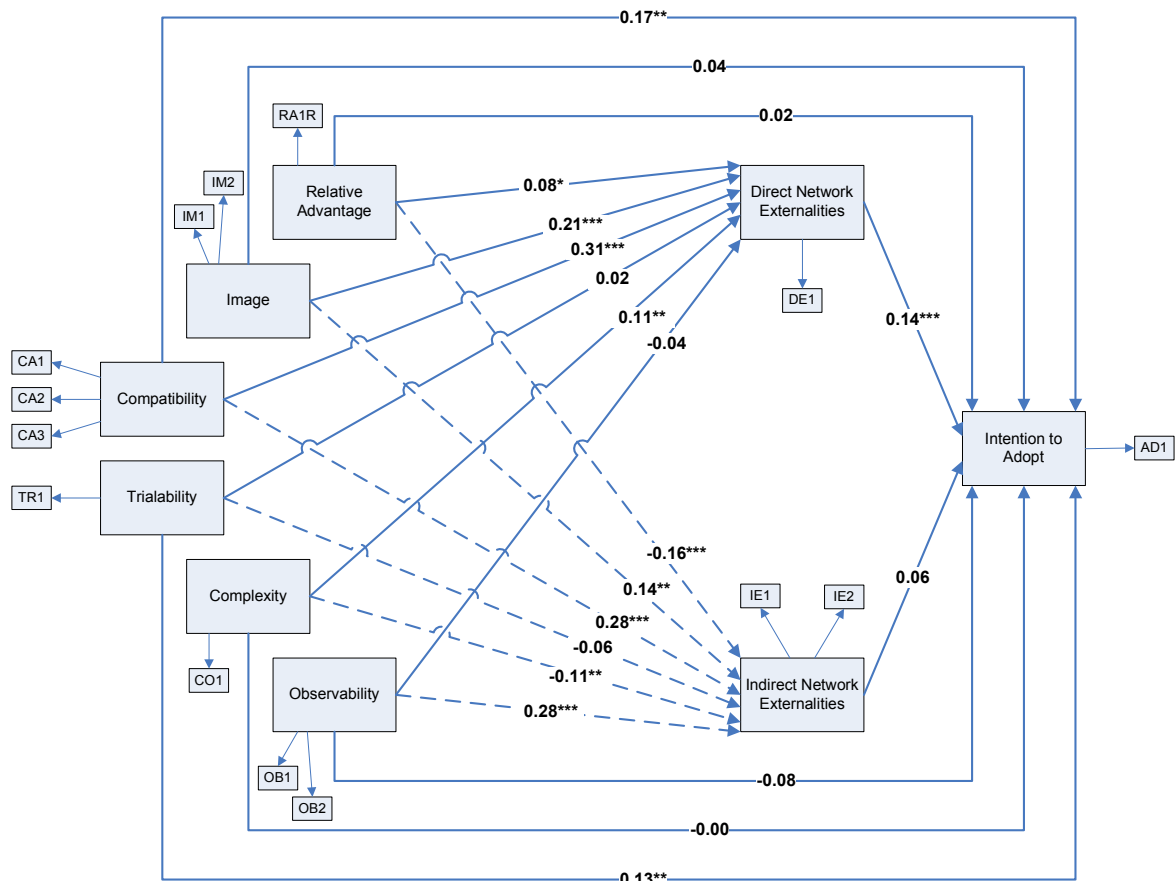 0.17**
0.04
0.02
RA1R
Relative
Advantage
IM2
IM1
Image
0.08*
0.21***
0.31***
0.02
0.11**
-0.04
Direct Network
Externalities
DE1
0.14***
CA1
CA2
CA3
Compatibility
Intention to
Adopt
AD1
TR1
Trialability
Complexity
CO1
-0.16***
0.14**
0.28***
-0.06
-0.11**
0.28***
IE1
IE2
0.06
Observability
Indirect Network
Externalities
OB1
OB2
-0.08
-0.00
0.13**